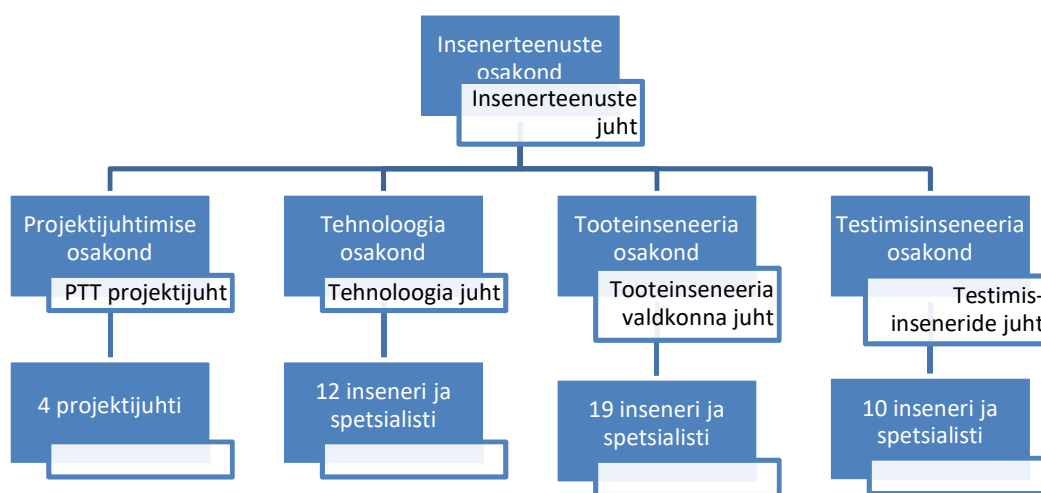 Insenerteenuste
osakond
Insenerteenuste
juht
Projektijuhtimise
osakond
PTT projektijuht
Tehnoloogia
osakond
Tehnoloogia juht
Tooteinseneeria
osakond
Tooteinseneeria
valdkonna juht
Testimisinseneeria
osakond
Testimis-
inseneride juht
4 projektijuhti
12 inseneri ja
spetsialisti
19 inseneri ja
spetsialisti
10 inseneri ja
spetsialisti